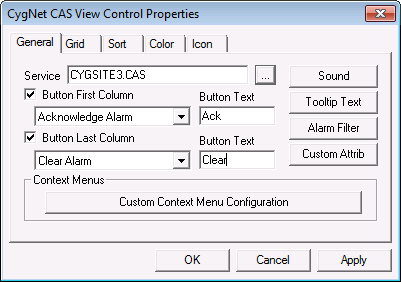 CygNet CAS View Control Properties
General Grid Sort Color Icon
Service CYGSITE3.CAS ... Sound
Button First Column Button Text Tooltip Text
Acknowledge Alarm Ack Alarm Filter
Button Last Column Button Text
Clear Alarm Clear Custom Attrib
Context Menus
Custom Context Menu Configuration
OK Cancel Apply